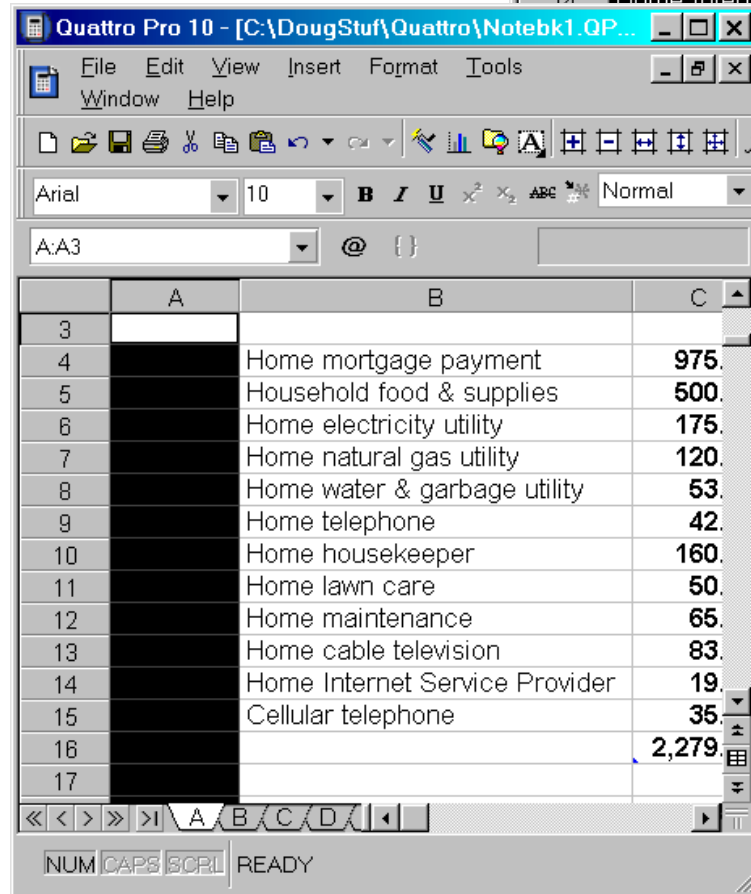 Quattro Pro 10 - [C:\DougStuf\Quattro\Notebk1.QP...
File Edit View Insert Format Tools
Window Help
Arial 10 B I U x² x₂ ABC Normal
A:A3 @ { }
A B C
3
4 Home mortgage payment 975.
5 Household food & supplies 500.
6 Home electricity utility 175.
7 Home natural gas utility 120.
8 Home water & garbage utility 53.
9 Home telephone 42.
10 Home housekeeper 160.
11 Home lawn care 50.
12 Home maintenance 65.
13 Home cable television 83.
14 Home Internet Service Provider 19.
15 Cellular telephone 35.
16 2,279.
17
A B C D
NUM CAPS SCRL READY